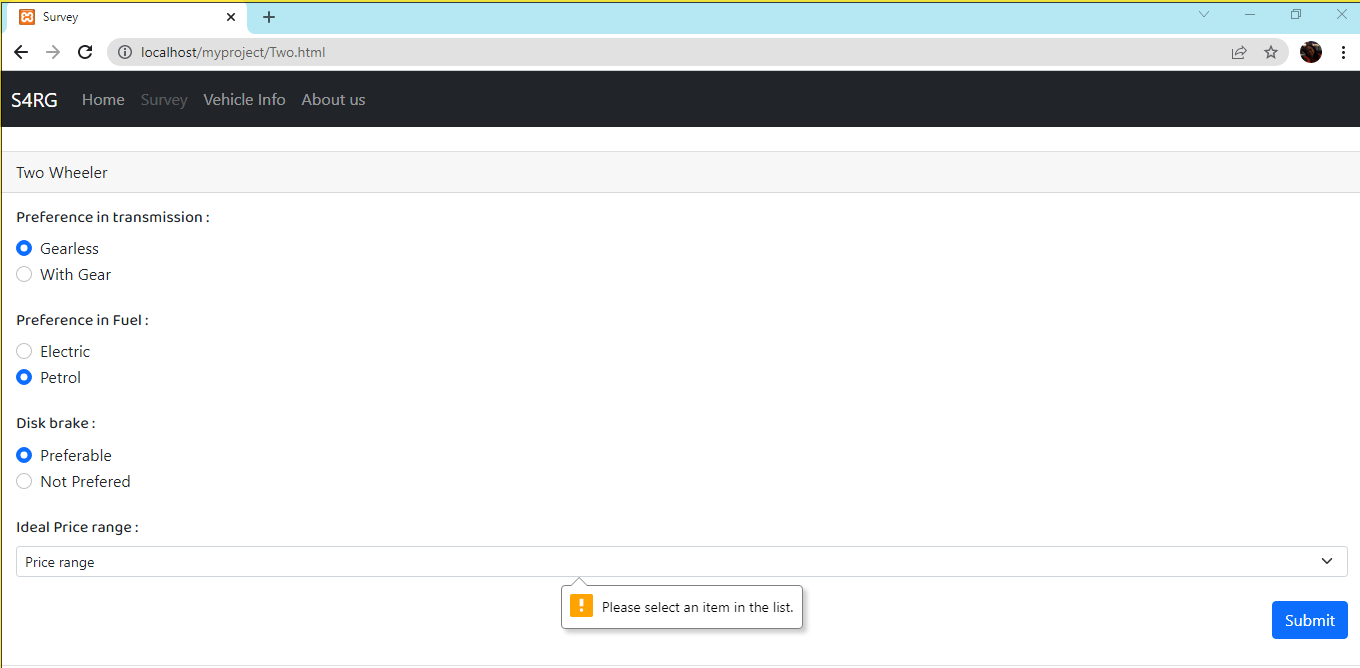 Survey
localhost/myproject/Two.html
S4RG Home Survey Vehicle Info About us
Two Wheeler
Preference in transmission :
Gearless
With Gear
Preference in Fuel :
Electric
Petrol
Disk brake :
Preferable
Not Prefered
Ideal Price range :
Price range
Please select an item in the list.
Submit